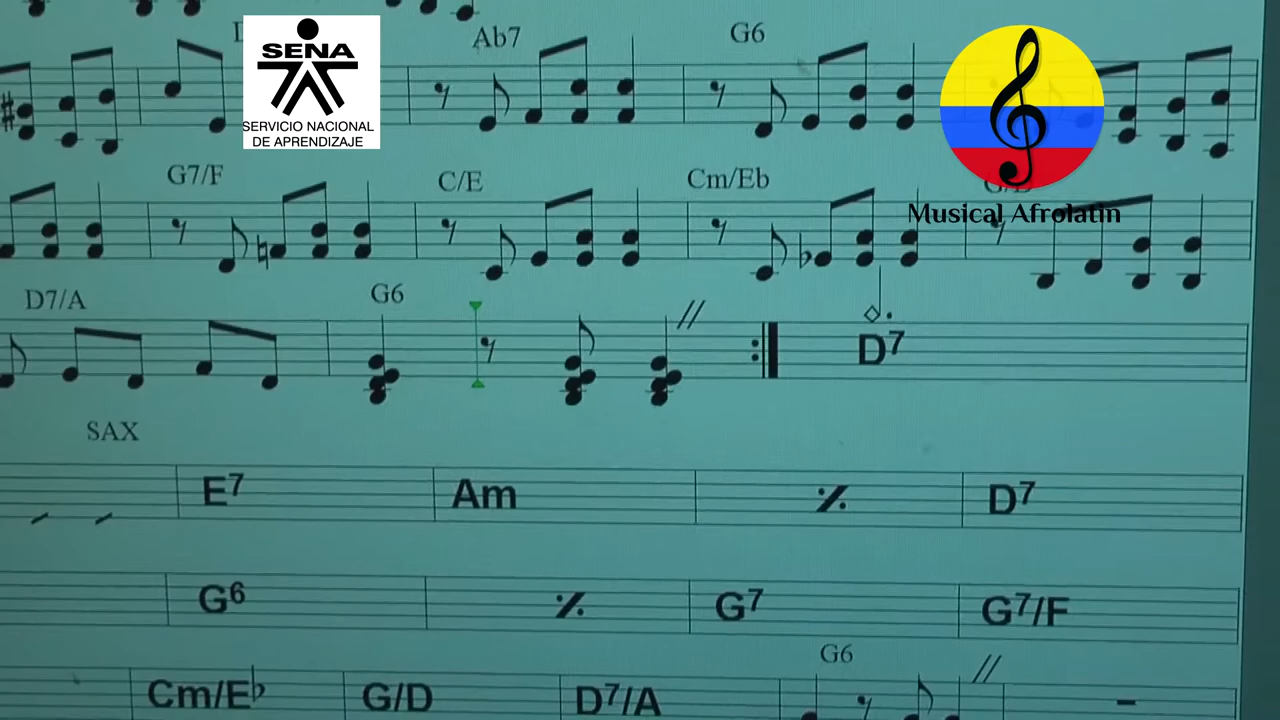 SENA
SERVICIO NACIONAL
DE APRENDIZAJE
Ab7
G6
Musical Afrolatin
G7/F
C/E
Cm/Eb
D7/A
G6
D7
SAX
E7
Am
D7
G6
G7
G7/F
G6
Cm/E♭
G/D
D7/A